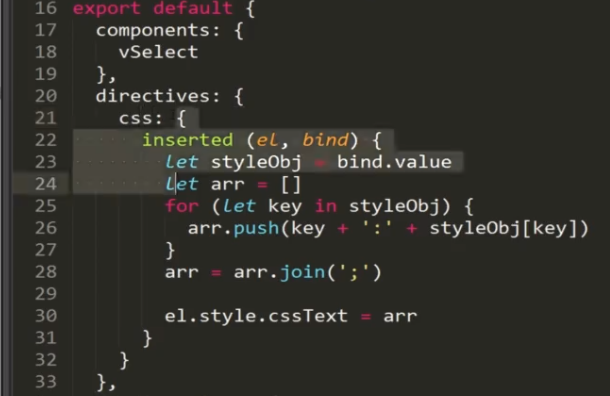 16 export default {
17 components: {
18 vSelect
19 },
20 directives: {
21 css: {
22 inserted (el, bind) {
23 let styleObj = bind.value
24 let arr = []
25 for (let key in styleObj) {
26 arr.push(key + ':' + styleObj[key])
27 }
28 arr = arr.join(';')
29
30 el.style.cssText = arr
31 }
32 }
33 },